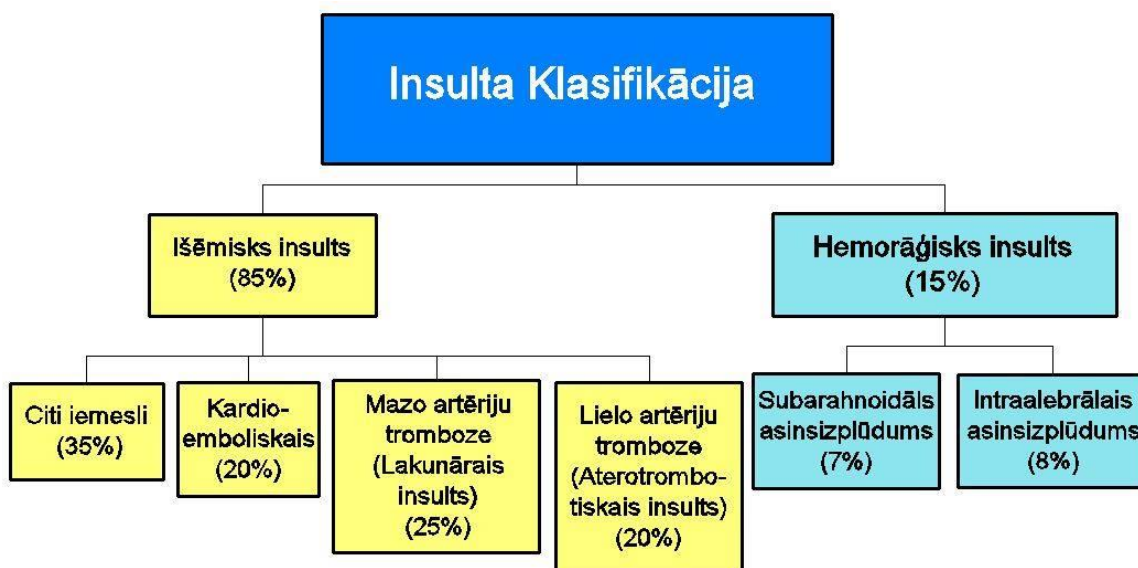 Insulta Klasifikācija
Išēmisks insults
(85%)
Hemorāģisks insults
(15%)
Citi iemesli
(35%)
Kardio-
emboliskais
(20%)
Mazo artēriju
tromboze
(Lakunārais
insults)
(25%)
Lielo artēriju
tromboze
(Aterotrombo-
tiskais insults)
(20%)
Subarahnoidāls
asinsizplūdums
(7%)
Intraalebrālais
asinsizplūdums
(8%)